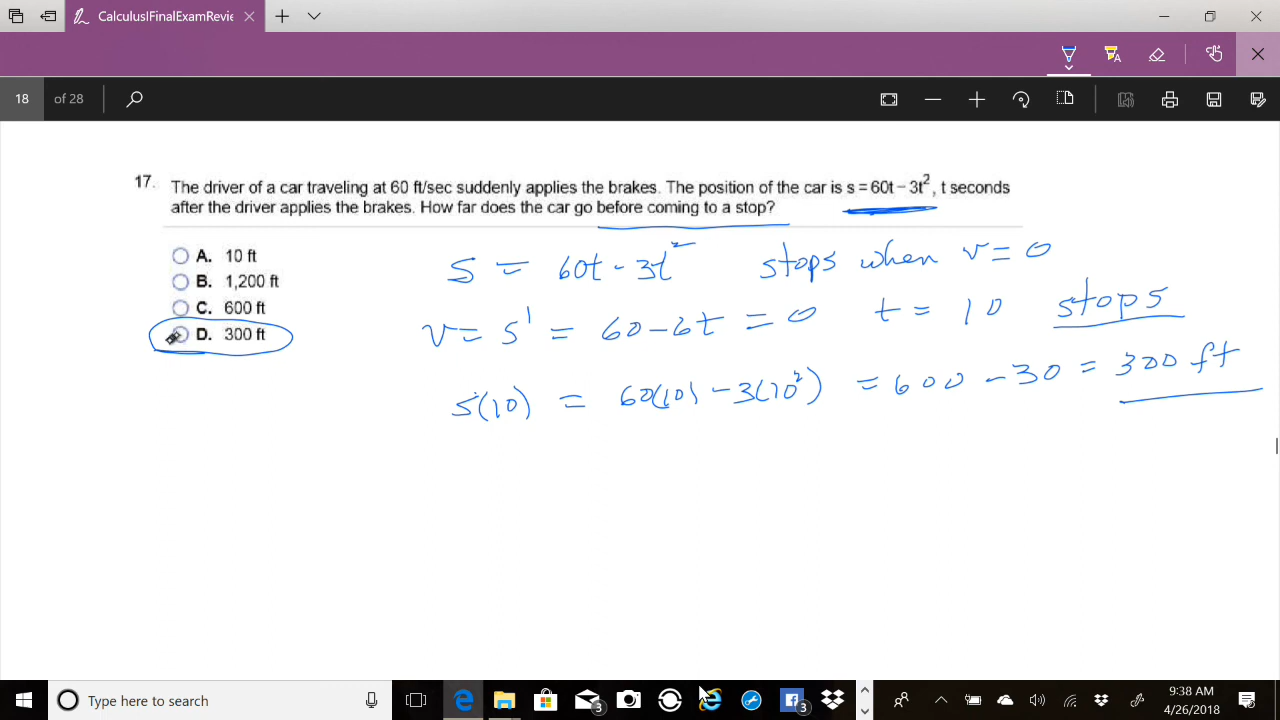 CalculusIFinalExamRevie
18 of 28
17. The driver of a car traveling at 60 ft/sec suddenly applies the brakes. The position of the car is s = 60t – 3t², t seconds
after the driver applies the brakes. How far does the car go before coming to a stop?
A. 10 ft
B. 1,200 ft
C. 600 ft
D. 300 ft
s = 60t - 3t² stops when v = 0
v = s' = 60 - 6t = 0 t = 10 stops
s(10) = 60(10) - 3(10²) = 600 - 30 = 300 ft
Type here to search
3
3
9:38 AM
4/26/2018